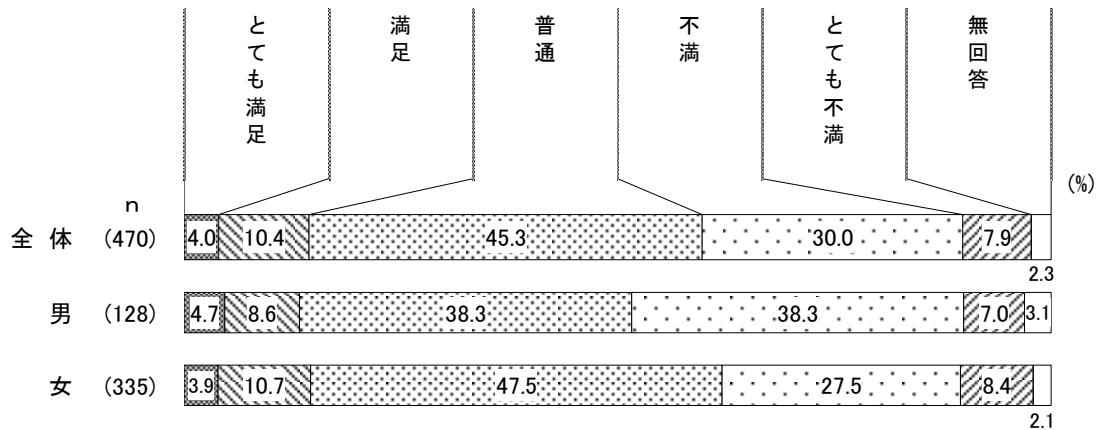 とても満足
満足
普通
不満
とても不満
無回答
(%)
n
全 体 (470) 4.0 10.4 45.3 30.0 7.9
2.3
男 (128) 4.7 8.6 38.3 38.3 7.0 3.1
女 (335) 3.9 10.7 47.5 27.5 8.4
2.1